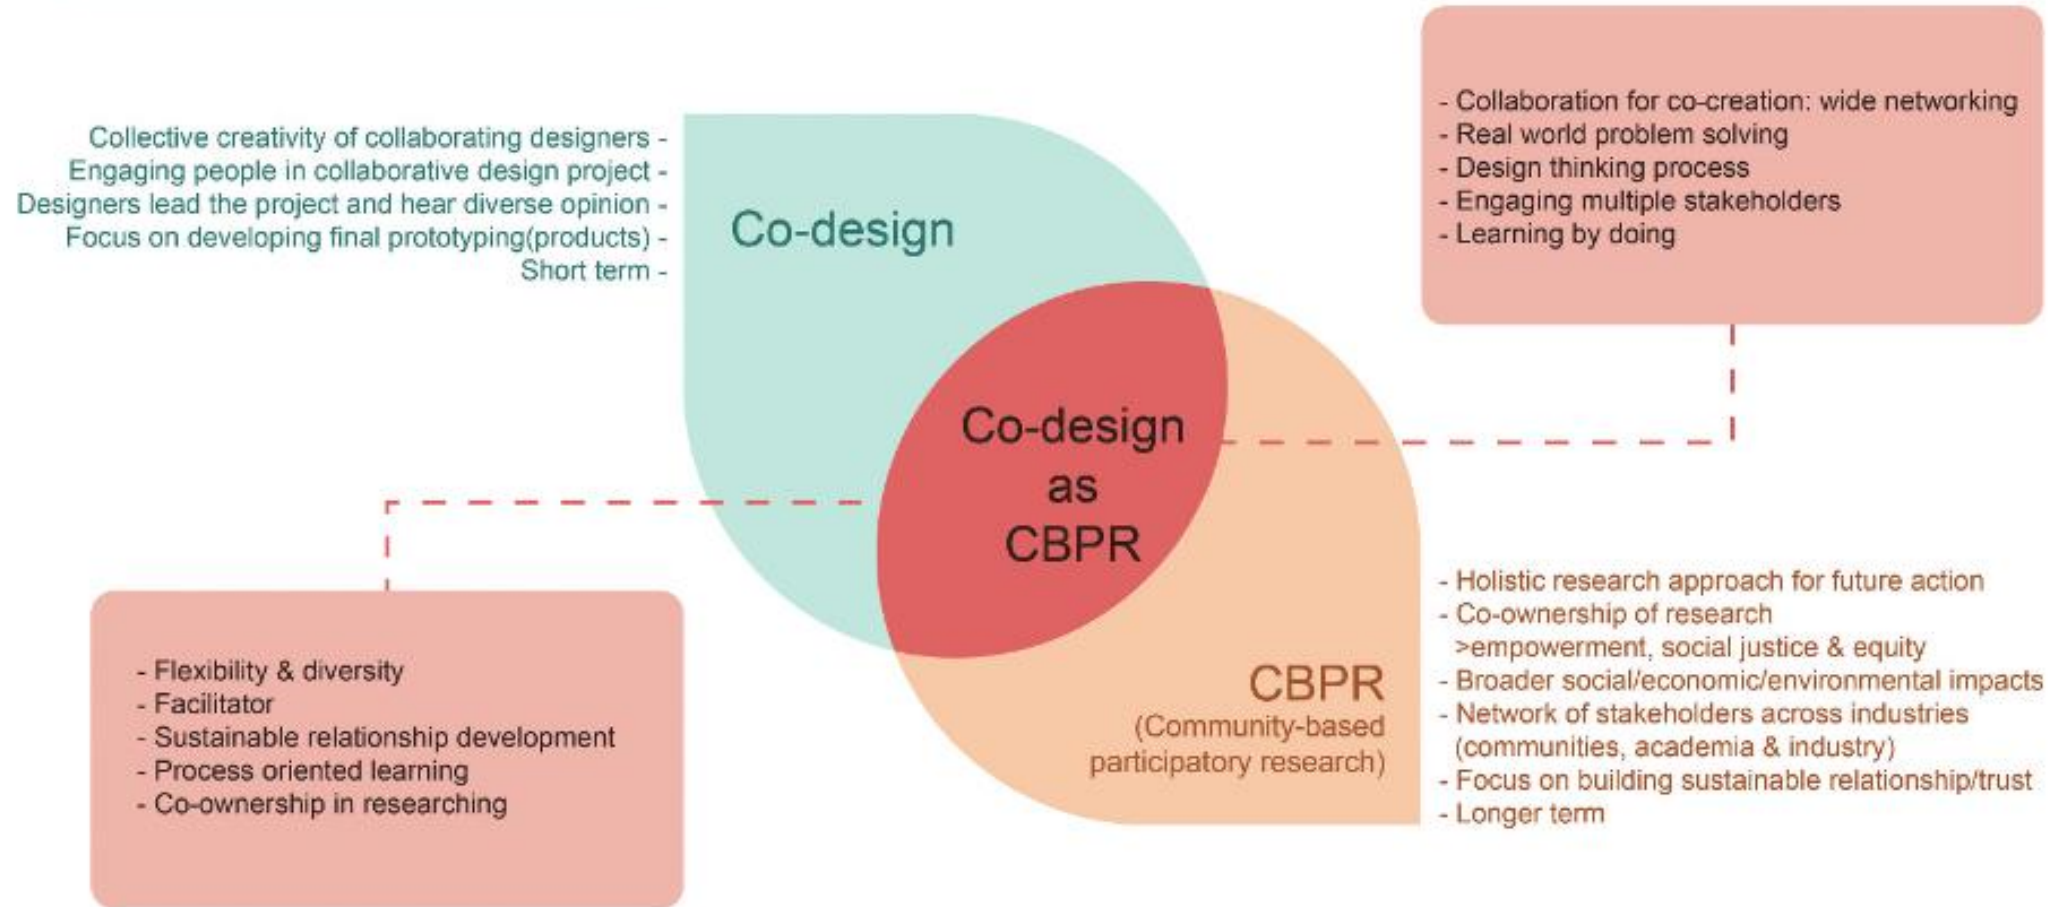 Collective creativity of collaborating designers -
Engaging people in collaborative design project -
Designers lead the project and hear diverse opinion -
Focus on developing final prototyping(products) -
Short term -
Co-design
- Collaboration for co-creation: wide networking
- Real world problem solving
- Design thinking process
- Engaging multiple stakeholders
- Learning by doing
Co-design
as
CBPR
- Flexibility & diversity
- Facilitator
- Sustainable relationship development
- Process oriented learning
- Co-ownership in researching
CBPR
(Community-based
participatory research)
- Holistic research approach for future action
- Co-ownership of research
>empowerment, social justice & equity
- Broader social/economic/environmental impacts
- Network of stakeholders across industries
(communities, academia & industry)
- Focus on building sustainable relationship/trust
- Longer term